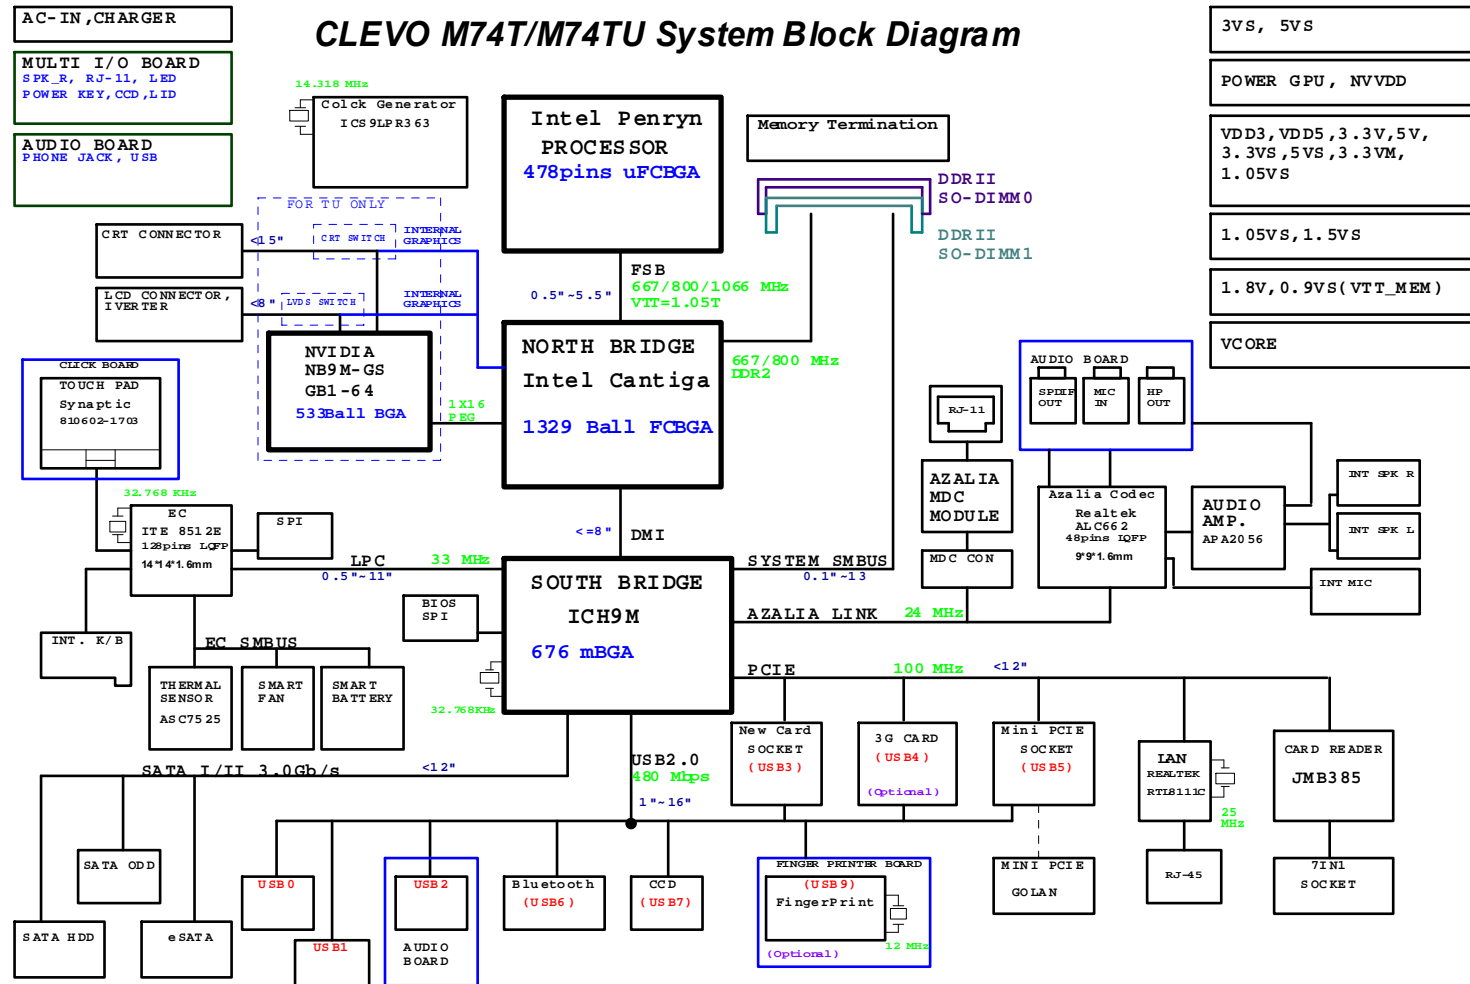 CLEVO M74T/M74TU System Block Diagram
AC-IN,CHARGER
MULTI I/O BOARD
SPK_R, RJ-11, LED
POWER KEY,CCD,LID
AUDIO BOARD
PHONE JACK, USB
14.318 MHz
Colck Generator
ICS9LPR363
Intel Penryn
PROCESSOR
478pins uFCBGA
Memory Termination
DDRII
SO-DIMM0
DDRII
SO-DIMM1
3VS, 5VS
POWER GPU, NVVDD
VDD3,VDD5,3.3V,5V,
3.3VS,5VS,3.3VM,
1.05VS
1.05VS,1.5VS
1.8V,0.9VS(VTT_MEM)
VCORE
FOR TU ONLY
CRT CONNECTOR
<15"
CRT SWITCH
INTERNAL
GRAPHICS
LCD CONNECTOR,
IVERTER
<8"
LVDS SWITCH
INTERNAL
GRAPHICS
FSB
0.5"~5.5"
667/800/1066 MHz
VTT=1.05T
NVIDIA
NB9M-GS
GB1-64
533Ball BGA
1X16
PEG
NORTH BRIDGE
Intel Cantiga
1329 Ball FCBGA
667/800 MHz
DDR2
CLICK BOARD
TOUCH PAD
Synaptic
810602-1703
32.768 KHz
EC
ITE 8512E
128pins LQFP
14*14*1.6mm
SPI
<=8"
DMI
LPC
33 MHz
0.5"~11"
SOUTH BRIDGE
ICH9M
676 mBGA
BIOS
SPI
32.768KHz
SYSTEM SMBUS
0.1"~13
AZALIA LINK
24 MHz
RJ-11
AZALIA
MDC
MODULE
MDC CON
AUDIO BOARD
SPDIF
OUT
MIC
IN
HP
OUT
Azalia Codec
Realtek
ALC662
48pins LQFP
9*9*1.6mm
AUDIO
AMP.
APA2056
INT SPK R
INT SPK L
INT MIC
INT. K/B
EC SMBUS
THERMAL
SENSOR
ASC7525
SMART
FAN
SMART
BATTERY
PCIE
100 MHz
<12"
New Card
SOCKET
(USB3)
3G CARD
(USB4)
(Optional)
Mini PCIE
SOCKET
(USB5)
LAN
REALTEK
RTL8111C
25
MHz
CARD READER
JMB385
SATA I/II 3.0Gb/s
<12"
USB2.0
480 Mbps
1"~16"
SATA ODD
SATA HDD
eSATA
USB0
USB1
USB2
AUDIO
BOARD
Bluetooth
(USB6)
CCD
(USB7)
FINGER PRINTER BOARD
(USB9)
FingerPrint
12 MHz
(Optional)
MINI PCIE
GOLAN
RJ-45
7IN1
SOCKET